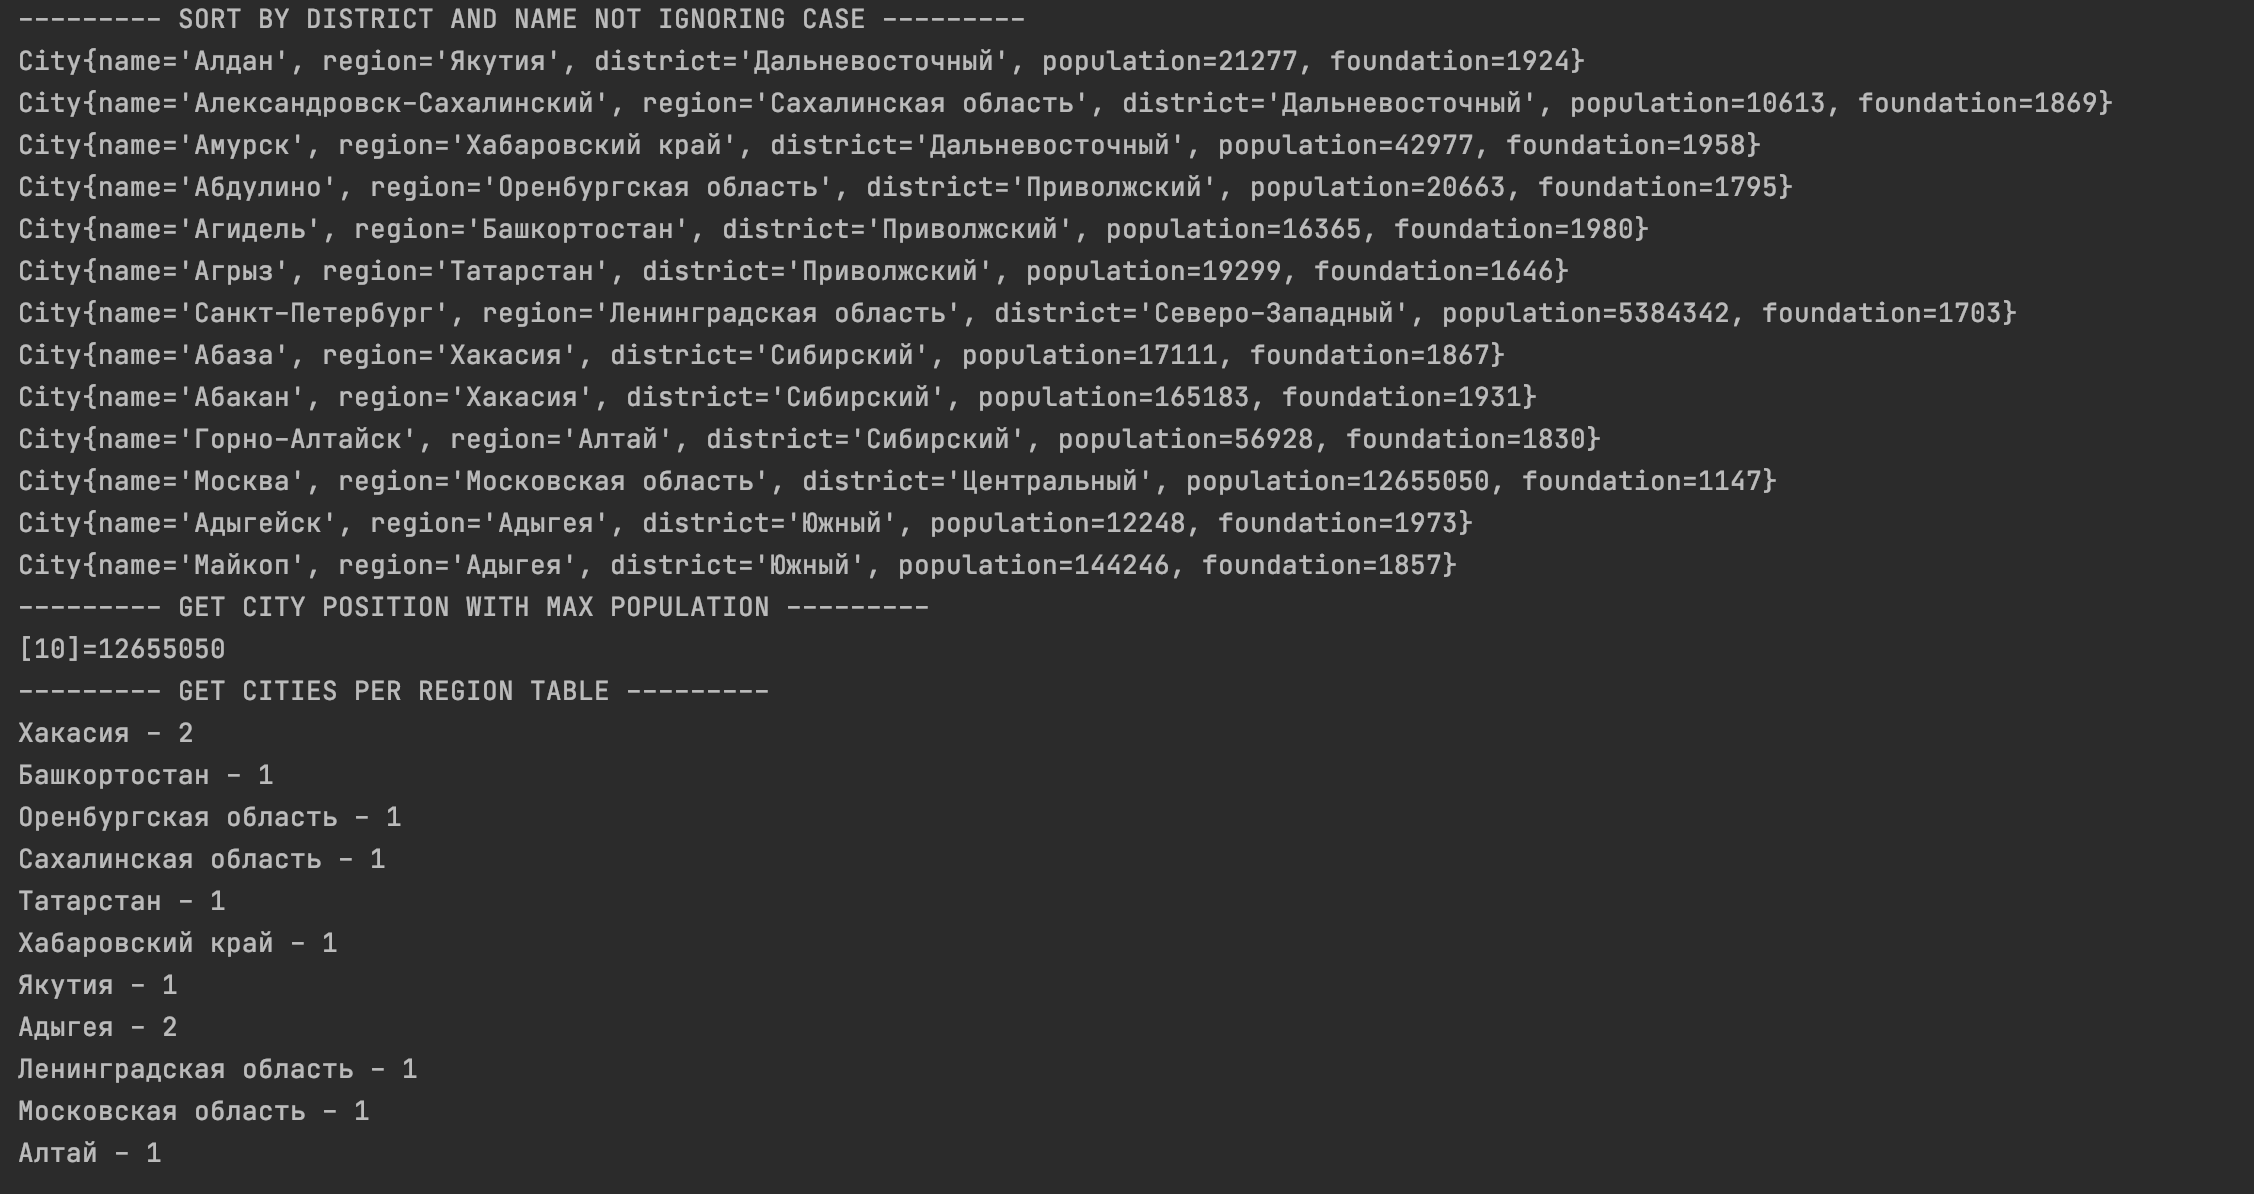 --------- SORT BY DISTRICT AND NAME NOT IGNORING CASE ---------
City{name='Алдан', region='Якутия', district='Дальневосточный', population=21277, foundation=1924}
City{name='Александровск-Сахалинский', region='Сахалинская область', district='Дальневосточный', population=10613, foundation=1869}
City{name='Амурск', region='Хабаровский край', district='Дальневосточный', population=42977, foundation=1958}
City{name='Абдулино', region='Оренбургская область', district='Приволжский', population=20663, foundation=1795}
City{name='Агидель', region='Башкортостан', district='Приволжский', population=16365, foundation=1980}
City{name='Агрыз', region='Татарстан', district='Приволжский', population=19299, foundation=1646}
City{name='Санкт-Петербург', region='Ленинградская область', district='Северо-Западный', population=5384342, foundation=1703}
City{name='Абаза', region='Хакасия', district='Сибирский', population=17111, foundation=1867}
City{name='Абакан', region='Хакасия', district='Сибирский', population=165183, foundation=1931}
City{name='Горно-Алтайск', region='Алтай', district='Сибирский', population=56928, foundation=1830}
City{name='Москва', region='Московская область', district='Центральный', population=12655050, foundation=1147}
City{name='Адыгейск', region='Адыгея', district='Южный', population=12248, foundation=1973}
City{name='Майкоп', region='Адыгея', district='Южный', population=144246, foundation=1857}
--------- GET CITY POSITION WITH MAX POPULATION ---------
[10]=12655050
--------- GET CITIES PER REGION TABLE ---------
Хакасия - 2
Башкортостан - 1
Оренбургская область - 1
Сахалинская область - 1
Татарстан - 1
Хабаровский край - 1
Якутия - 1
Адыгея - 2
Ленинградская область - 1
Московская область - 1
Алтай - 1